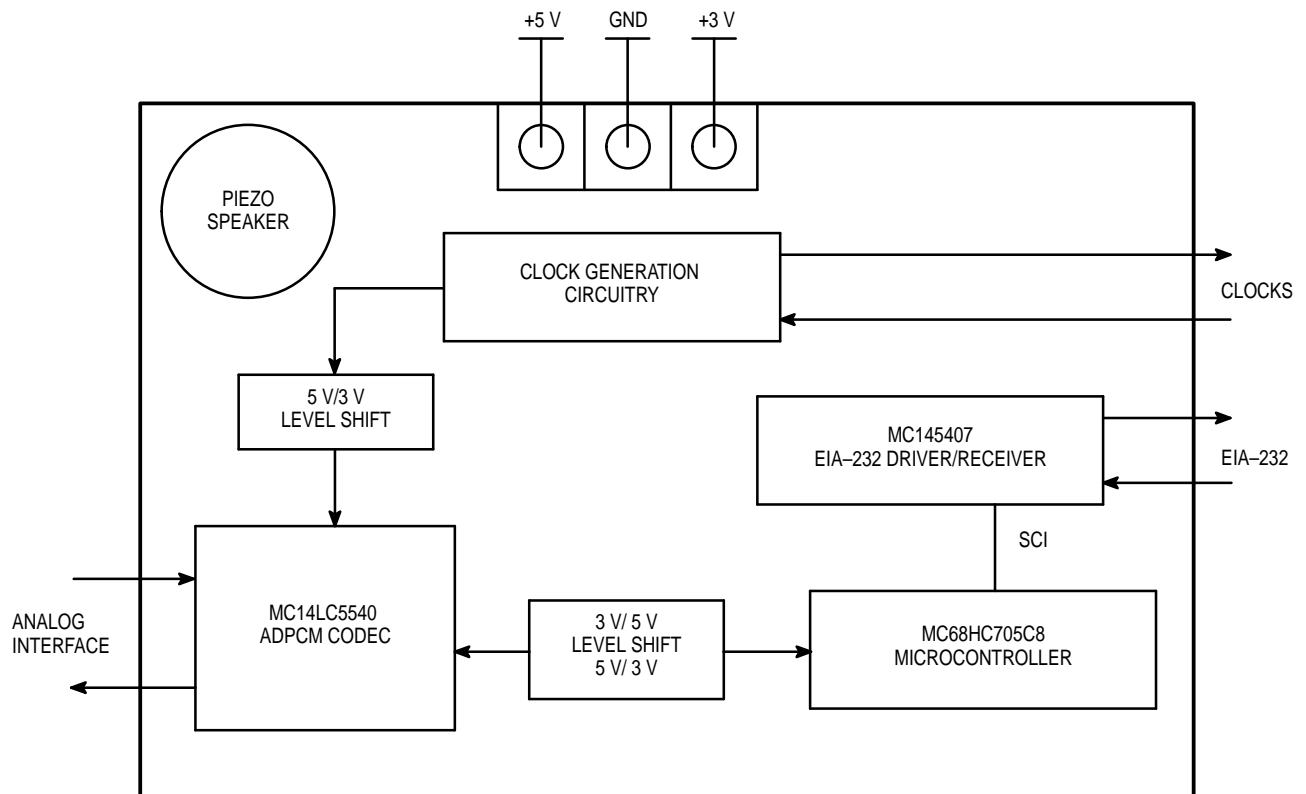 +5 V
GND
+3 V
PIEZO
SPEAKER
CLOCK GENERATION
CIRCUITRY
CLOCKS
5 V/3 V
LEVEL SHIFT
MC145407
EIA–232 DRIVER/RECEIVER
EIA–232
SCI
ANALOG
INTERFACE
MC14LC5540
ADPCM CODEC
3 V/ 5 V
LEVEL SHIFT
5 V/ 3 V
MC68HC705C8
MICROCONTROLLER